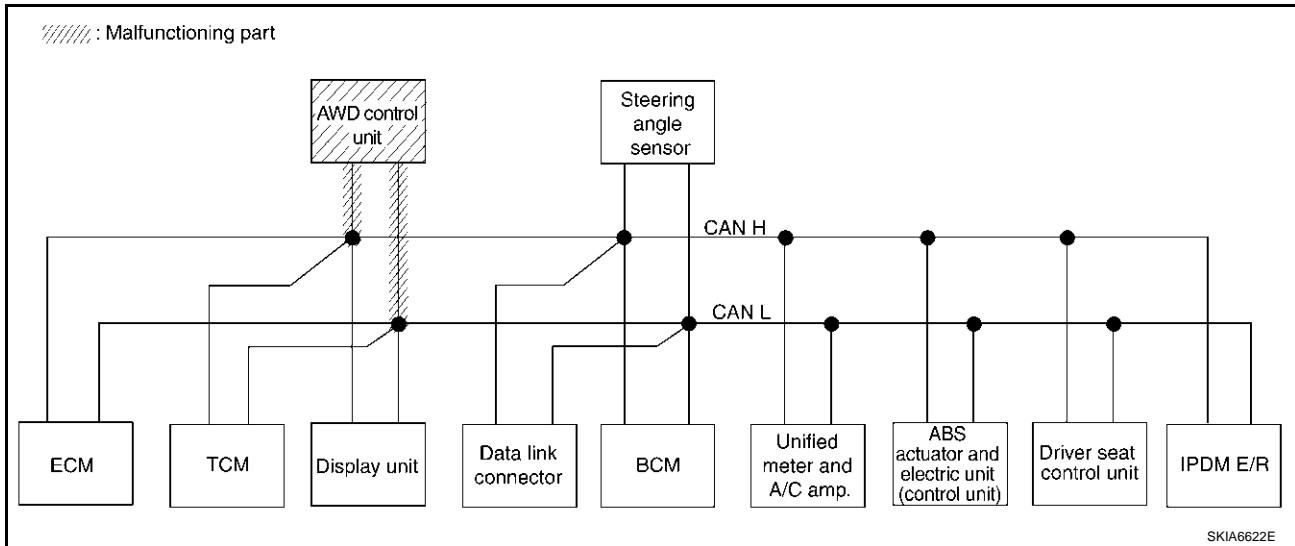 : Malfunctioning part
AWD control
unit
Steering
angle
sensor
CAN H
CAN L
ECM
TCM
Display unit
Data link
connector
BCM
Unified
meter and
A/C amp.
ABS
actuator and
electric unit
(control unit)
Driver seat
control unit
IPDM E/R
SKIA6622E